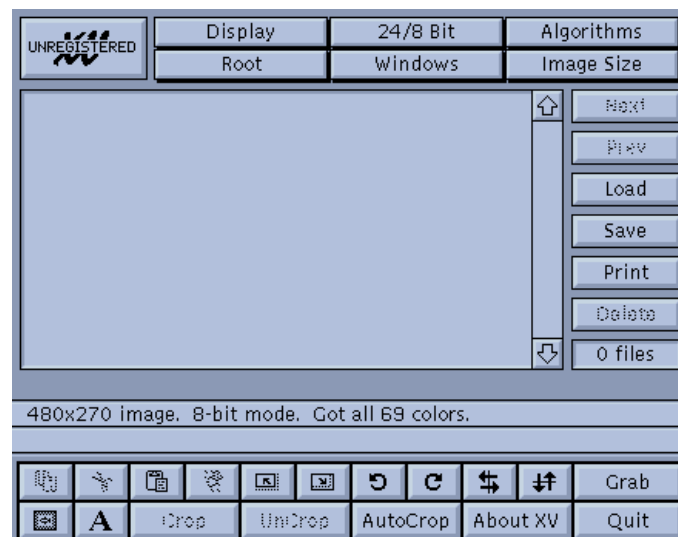 UNREGISTERED
Display 24/8 Bit Algorithms
Root Windows Image Size
Next
Prev
Load
Save
Print
Delete
0 files
480x270 image. 8-bit mode. Got all 69 colors.
Grab
A Crop UnCrop AutoCrop About XV Quit